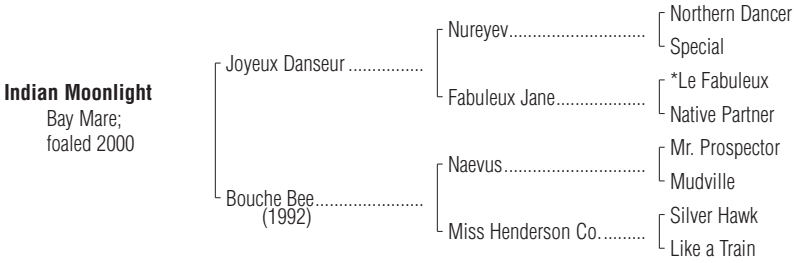 Indian Moonlight
Bay Mare;
foaled 2000
Joyeux Danseur ................
Bouche Bee.......................
(1992)
Nureyev.............................
Fabuleux Jane...................
Naevus..............................
Miss Henderson Co. .........
Northern Dancer
Special
*Le Fabuleux
Native Partner
Mr. Prospector
Mudville
Silver Hawk
Like a Train